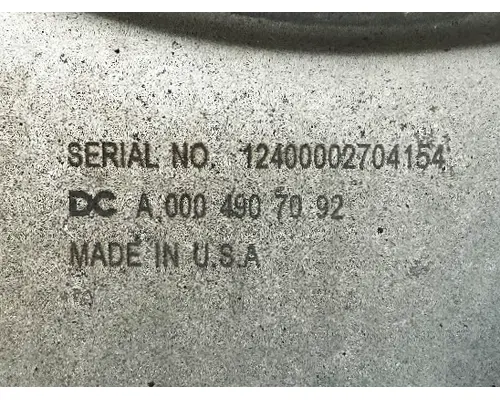 SERIAL NO. 12400002704154
DC A 000 490 70 92
MADE IN U.S.A